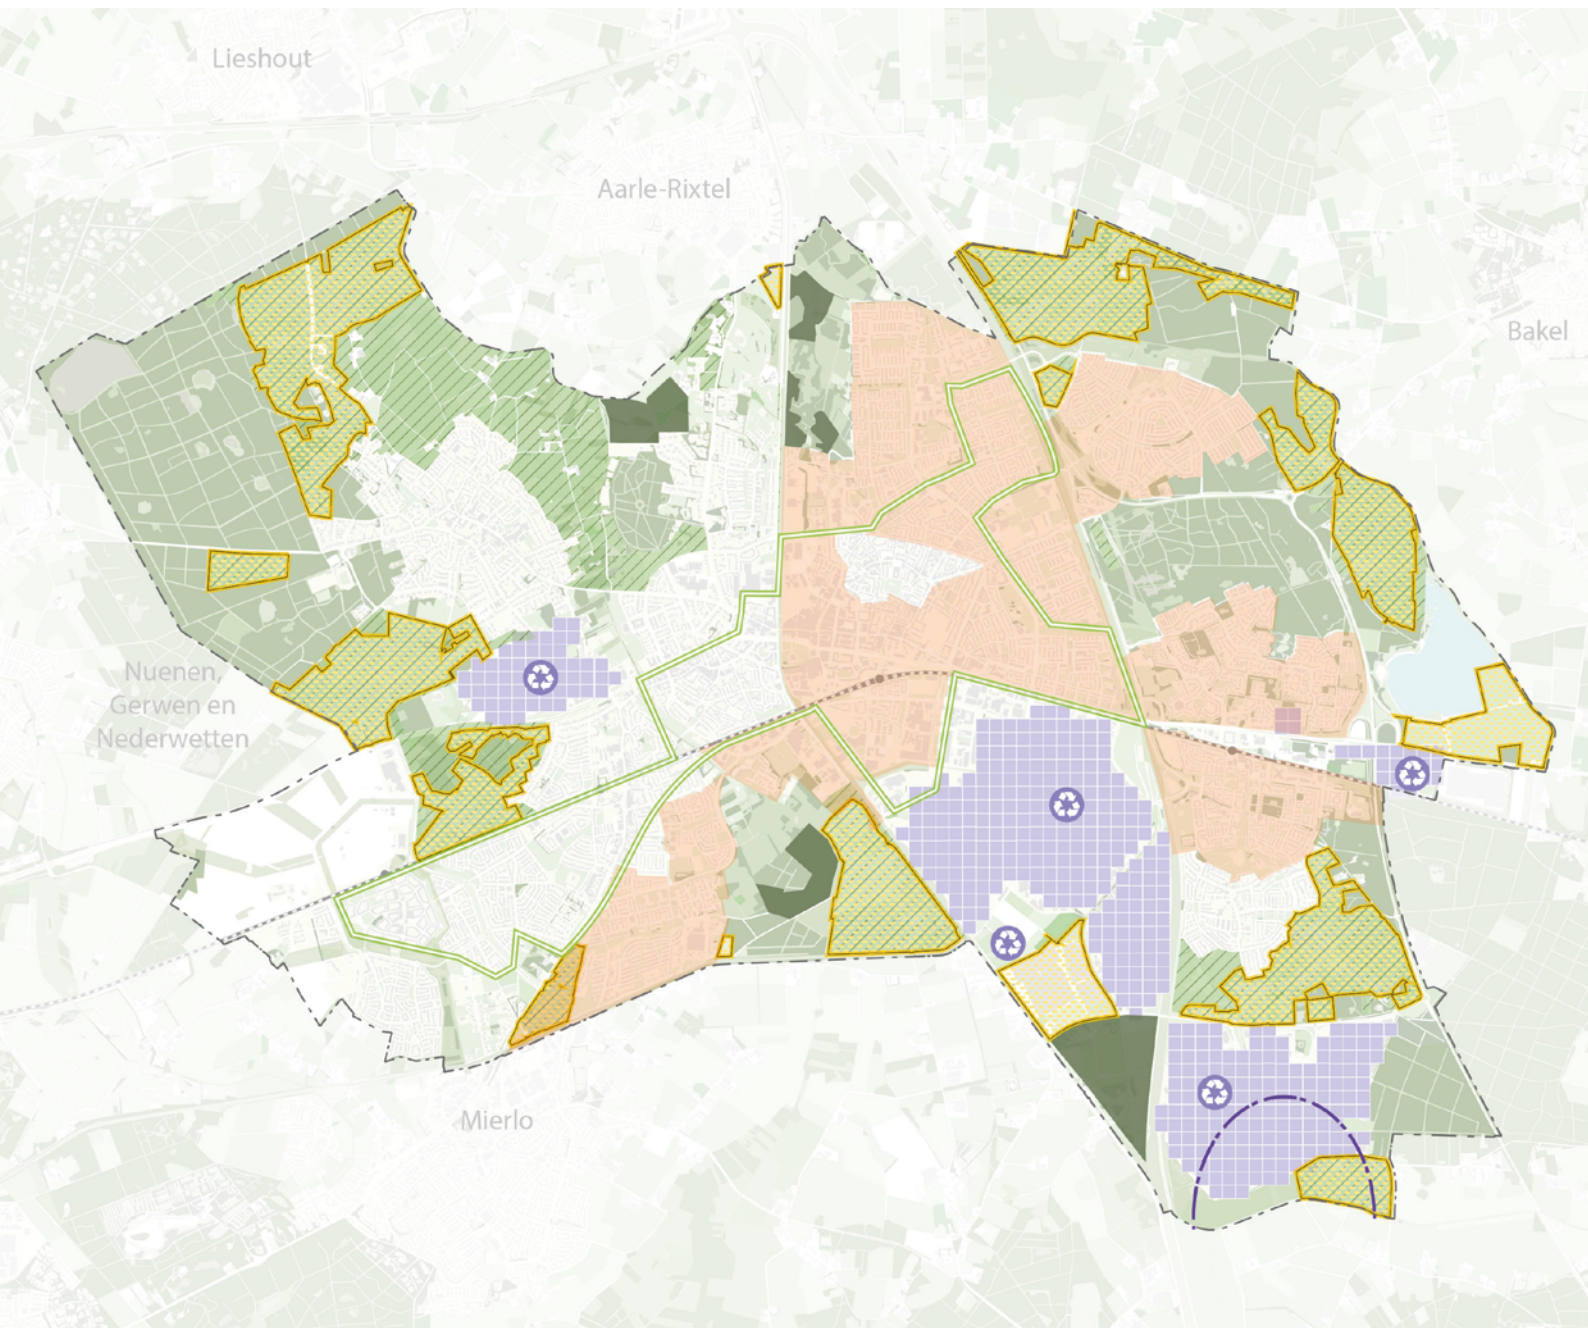 Lieshout
Aarle-Rixtel
Bakel
Nuenen,
Gerwen en
Nederwetten
Mierlo